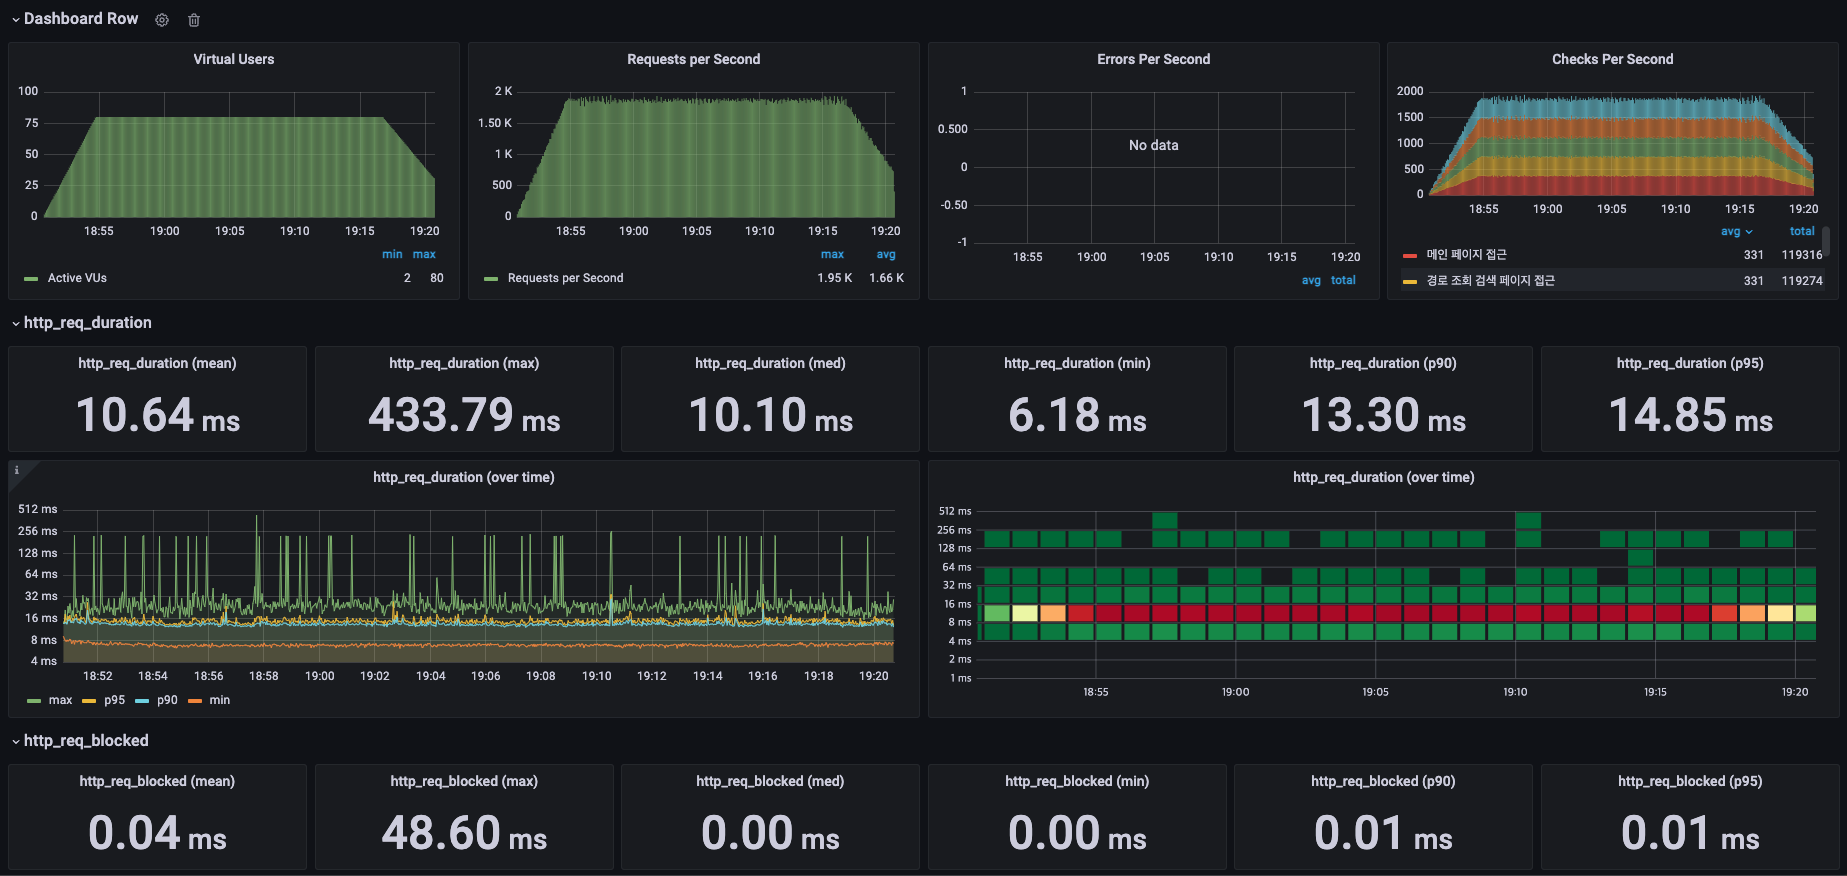 Dashboard Row
Virtual Users
100
75
50
25
0
18:55 19:00 19:05 19:10 19:15 19:20
min max
Active VUs 2 80
Requests per Second
2 K
1.50 K
1 K
500
0
18:55 19:00 19:05 19:10 19:15 19:20
max avg
Requests per Second 1.95 K 1.66 K
Errors Per Second
1
0.500
0
-0.50
-1
No data
18:55 19:00 19:05 19:10 19:15 19:20
avg total
Checks Per Second
2000
1500
1000
500
0
18:55 19:00 19:05 19:10 19:15 19:20
avg total
메인 페이지 접근 331 119316
경로 조회 검색 페이지 접근 331 119274
http_req_duration
http_req_duration (mean)
10.64 ms
http_req_duration (max)
433.79 ms
http_req_duration (med)
10.10 ms
http_req_duration (min)
6.18 ms
http_req_duration (p90)
13.30 ms
http_req_duration (p95)
14.85 ms
i
http_req_duration (over time)
512 ms
256 ms
128 ms
64 ms
32 ms
16 ms
8 ms
4 ms
18:52 18:54 18:56 18:58 19:00 19:02 19:04 19:06 19:08 19:10 19:12 19:14 19:16 19:18 19:20
max p95 p90 min
http_req_duration (over time)
512 ms
256 ms
128 ms
64 ms
32 ms
16 ms
8 ms
4 ms
2 ms
1 ms
18:55 19:00 19:05 19:10 19:15 19:20
http_req_blocked
http_req_blocked (mean)
0.04 ms
http_req_blocked (max)
48.60 ms
http_req_blocked (med)
0.00 ms
http_req_blocked (min)
0.00 ms
http_req_blocked (p90)
0.01 ms
http_req_blocked (p95)
0.01 ms